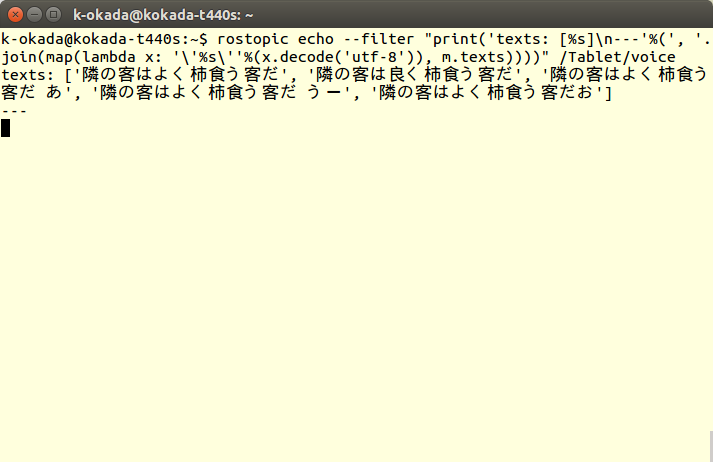 k-okada@kokada-t440s: ~
k-okada@kokada-t440s:~$ rostopic echo --filter "print('texts: [%s]\n---'%(', '.
join(map(lambda x: '\'%s\''%(x.decode('utf-8')), m.texts))))" /Tablet/voice
texts: ['隣の客はよく柿食う客だ', '隣の客は良く柿食う客だ', '隣の客はよく柿食う
客だ あ', '隣の客はよく柿食う客だ うー', '隣の客はよく柿食う客だお']
---